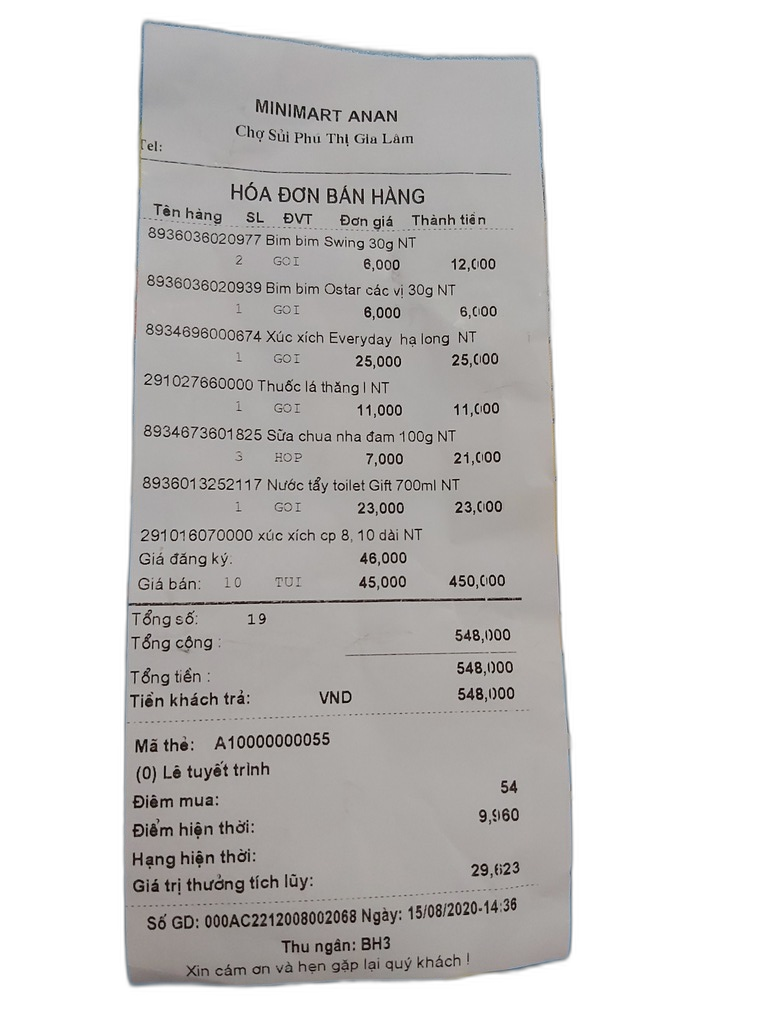 MINIMART ANAN
Chợ Sủi Phú Thị Gia Lâm
Tel:
HÓA ĐƠN BÁN HÀNG
Tên hàng SL ĐVT Đơn giá Thành tiền
8936036020977 Bim bim Swing 30g NT
2 GOI 6,000 12,000
8936036020939 Bim bim Ostar các vị 30g NT
1 GOI 6,000 6,000
8934696000674 Xúc xích Everyday hạ long NT
1 GOI 25,000 25,000
291027660000 Thuốc lá thăng l NT
1 GOI 11,000 11,000
8934673601825 Sữa chua nha đam 100g NT
3 HOP 7,000 21,000
8936013252117 Nước tẩy toilet Gift 700ml NT
1 GOI 23,000 23,000
291016070000 xúc xích cp 8, 10 dài NT
Giá đăng ký: 46,000
Giá bán: 10 TUI 45,000 450,000
Tổng số: 19
Tổng cộng : 548,000
Tổng tiền : 548,000
Tiền khách trả: VND 548,000
Mã thẻ: A10000000055
(0) Lê tuyết trình
Điểm mua: 54
Điểm hiện thời: 9,960
Hạng hiện thời:
Giá trị thưởng tích lũy: 29,623
Số GD: 000AC2212008002068 Ngày: 15/08/2020-14:36
Thu ngân: BH3
Xin cám ơn và hẹn gặp lại quý khách !